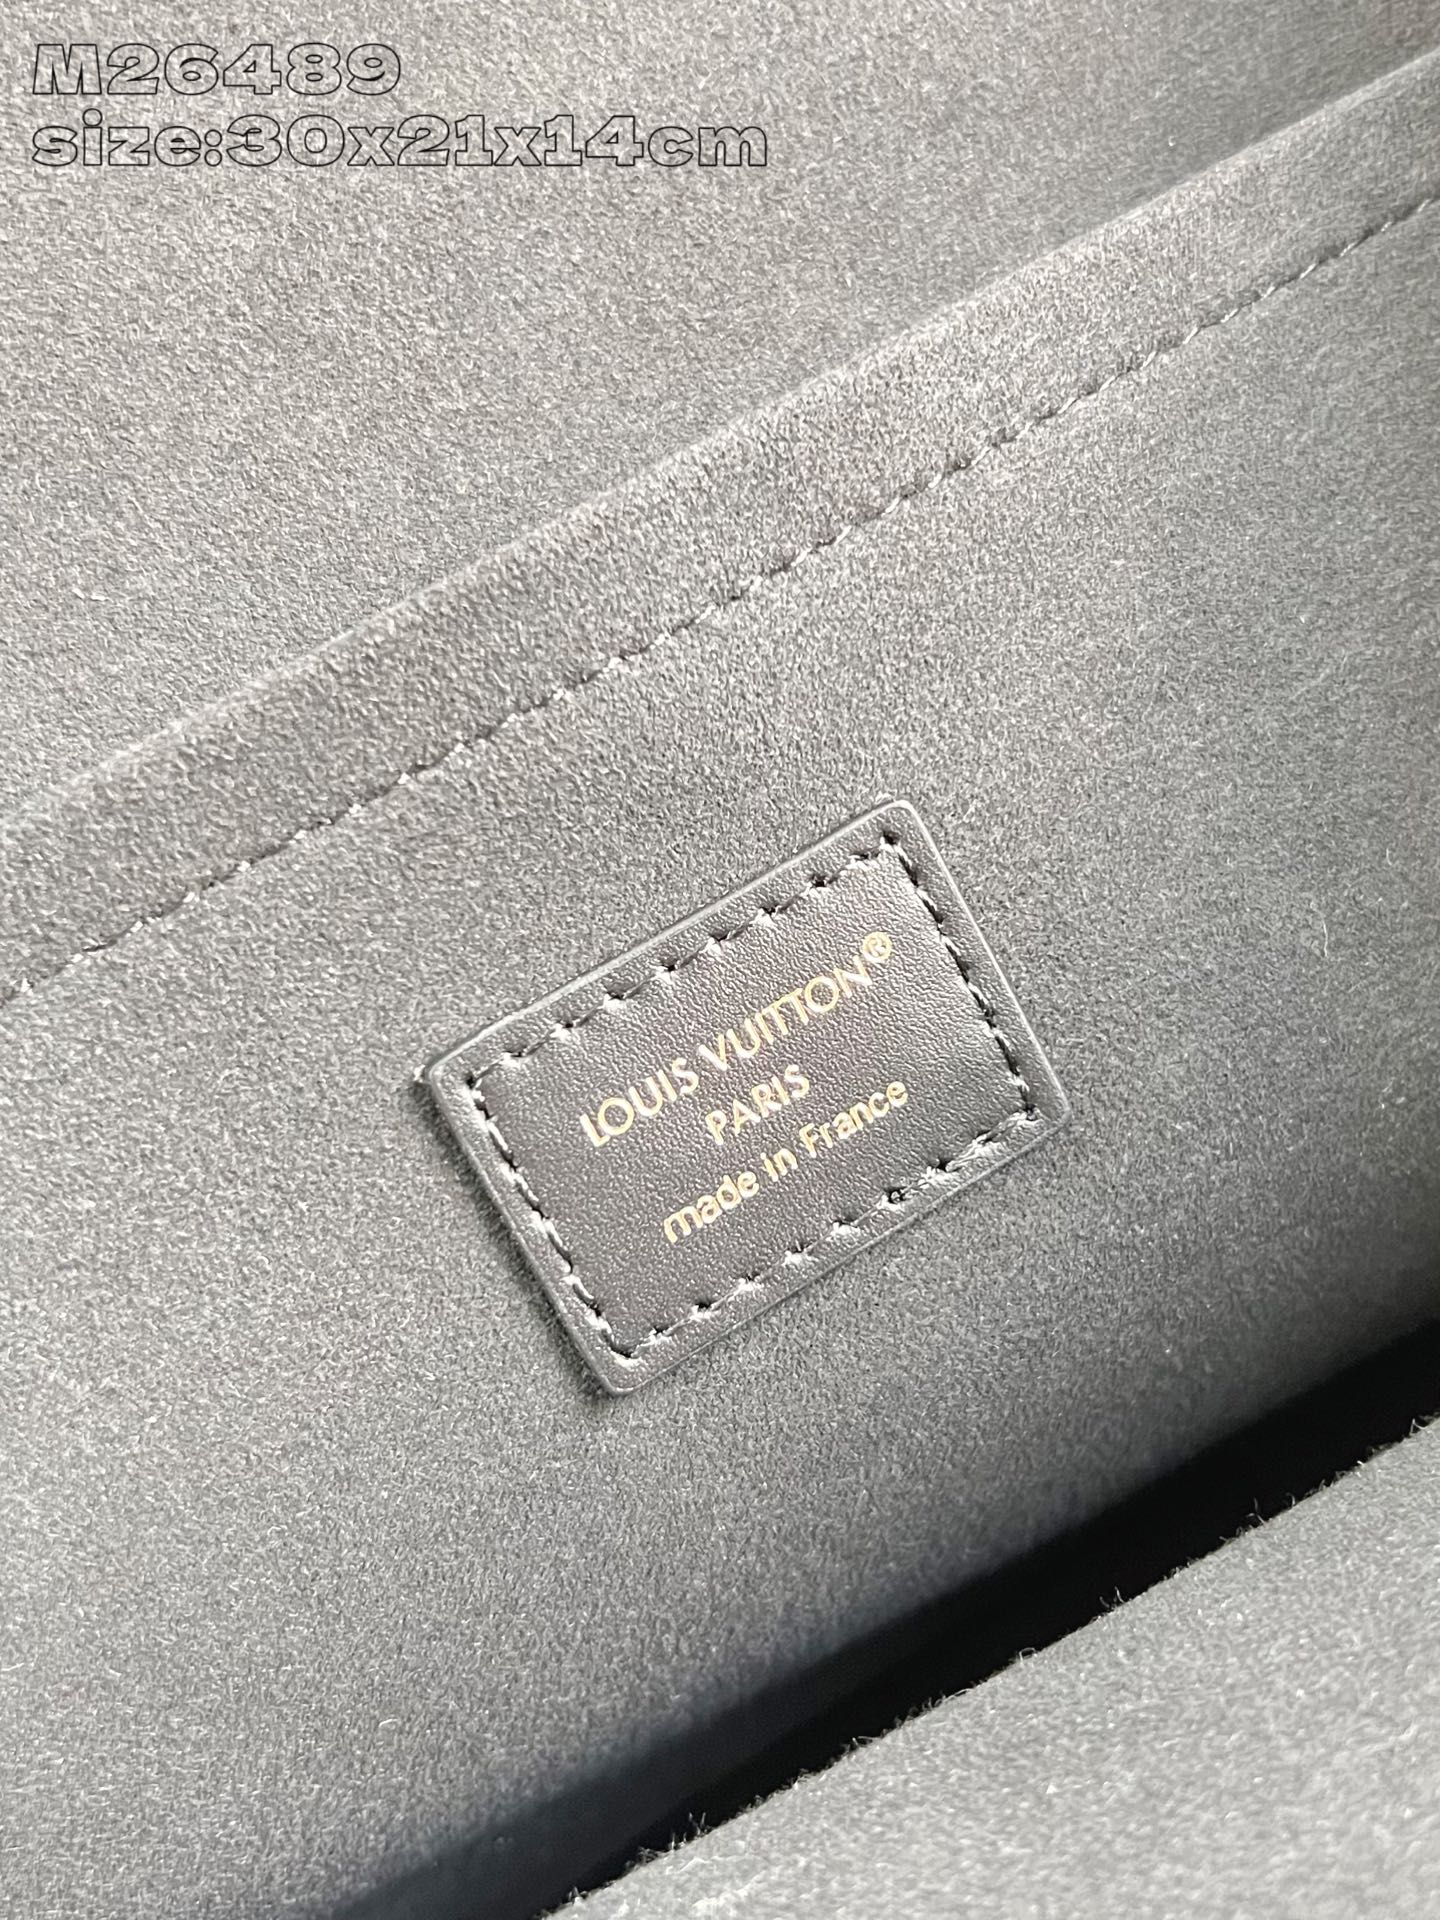 M26489
size:30x21x14cm
LOUIS VUITTON®
PARIS
made in France